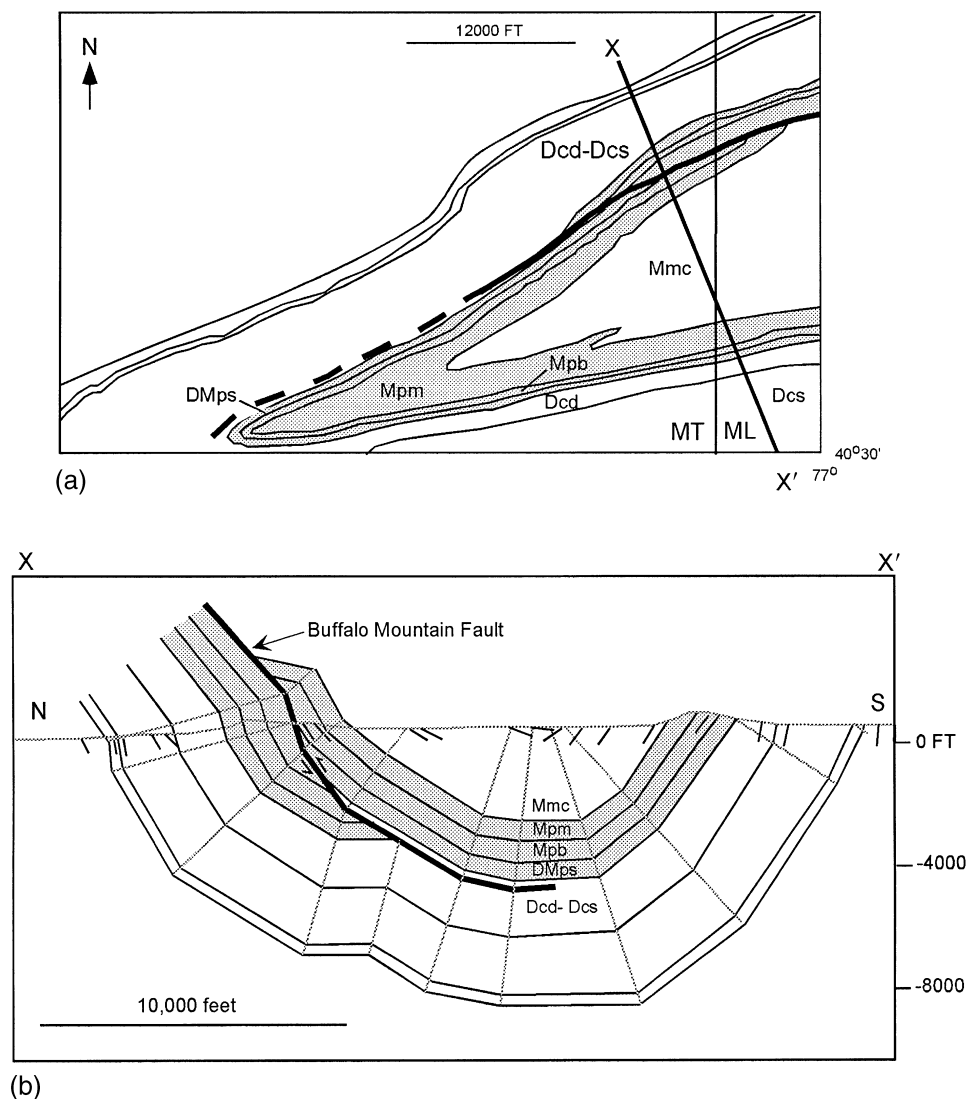 12000 FT
N
X
Dcd-Dcs
Mmc
DMps
Mpm
Mpb
Dcd
Dcs
MT
ML
40°30'
77°
X'
(a)
X
X'
Buffalo Mountain Fault
N
S
0 FT
Mmc
Mpm
Mpb
DMps
-4000
Dcd- Dcs
-8000
10,000 feet
(b)